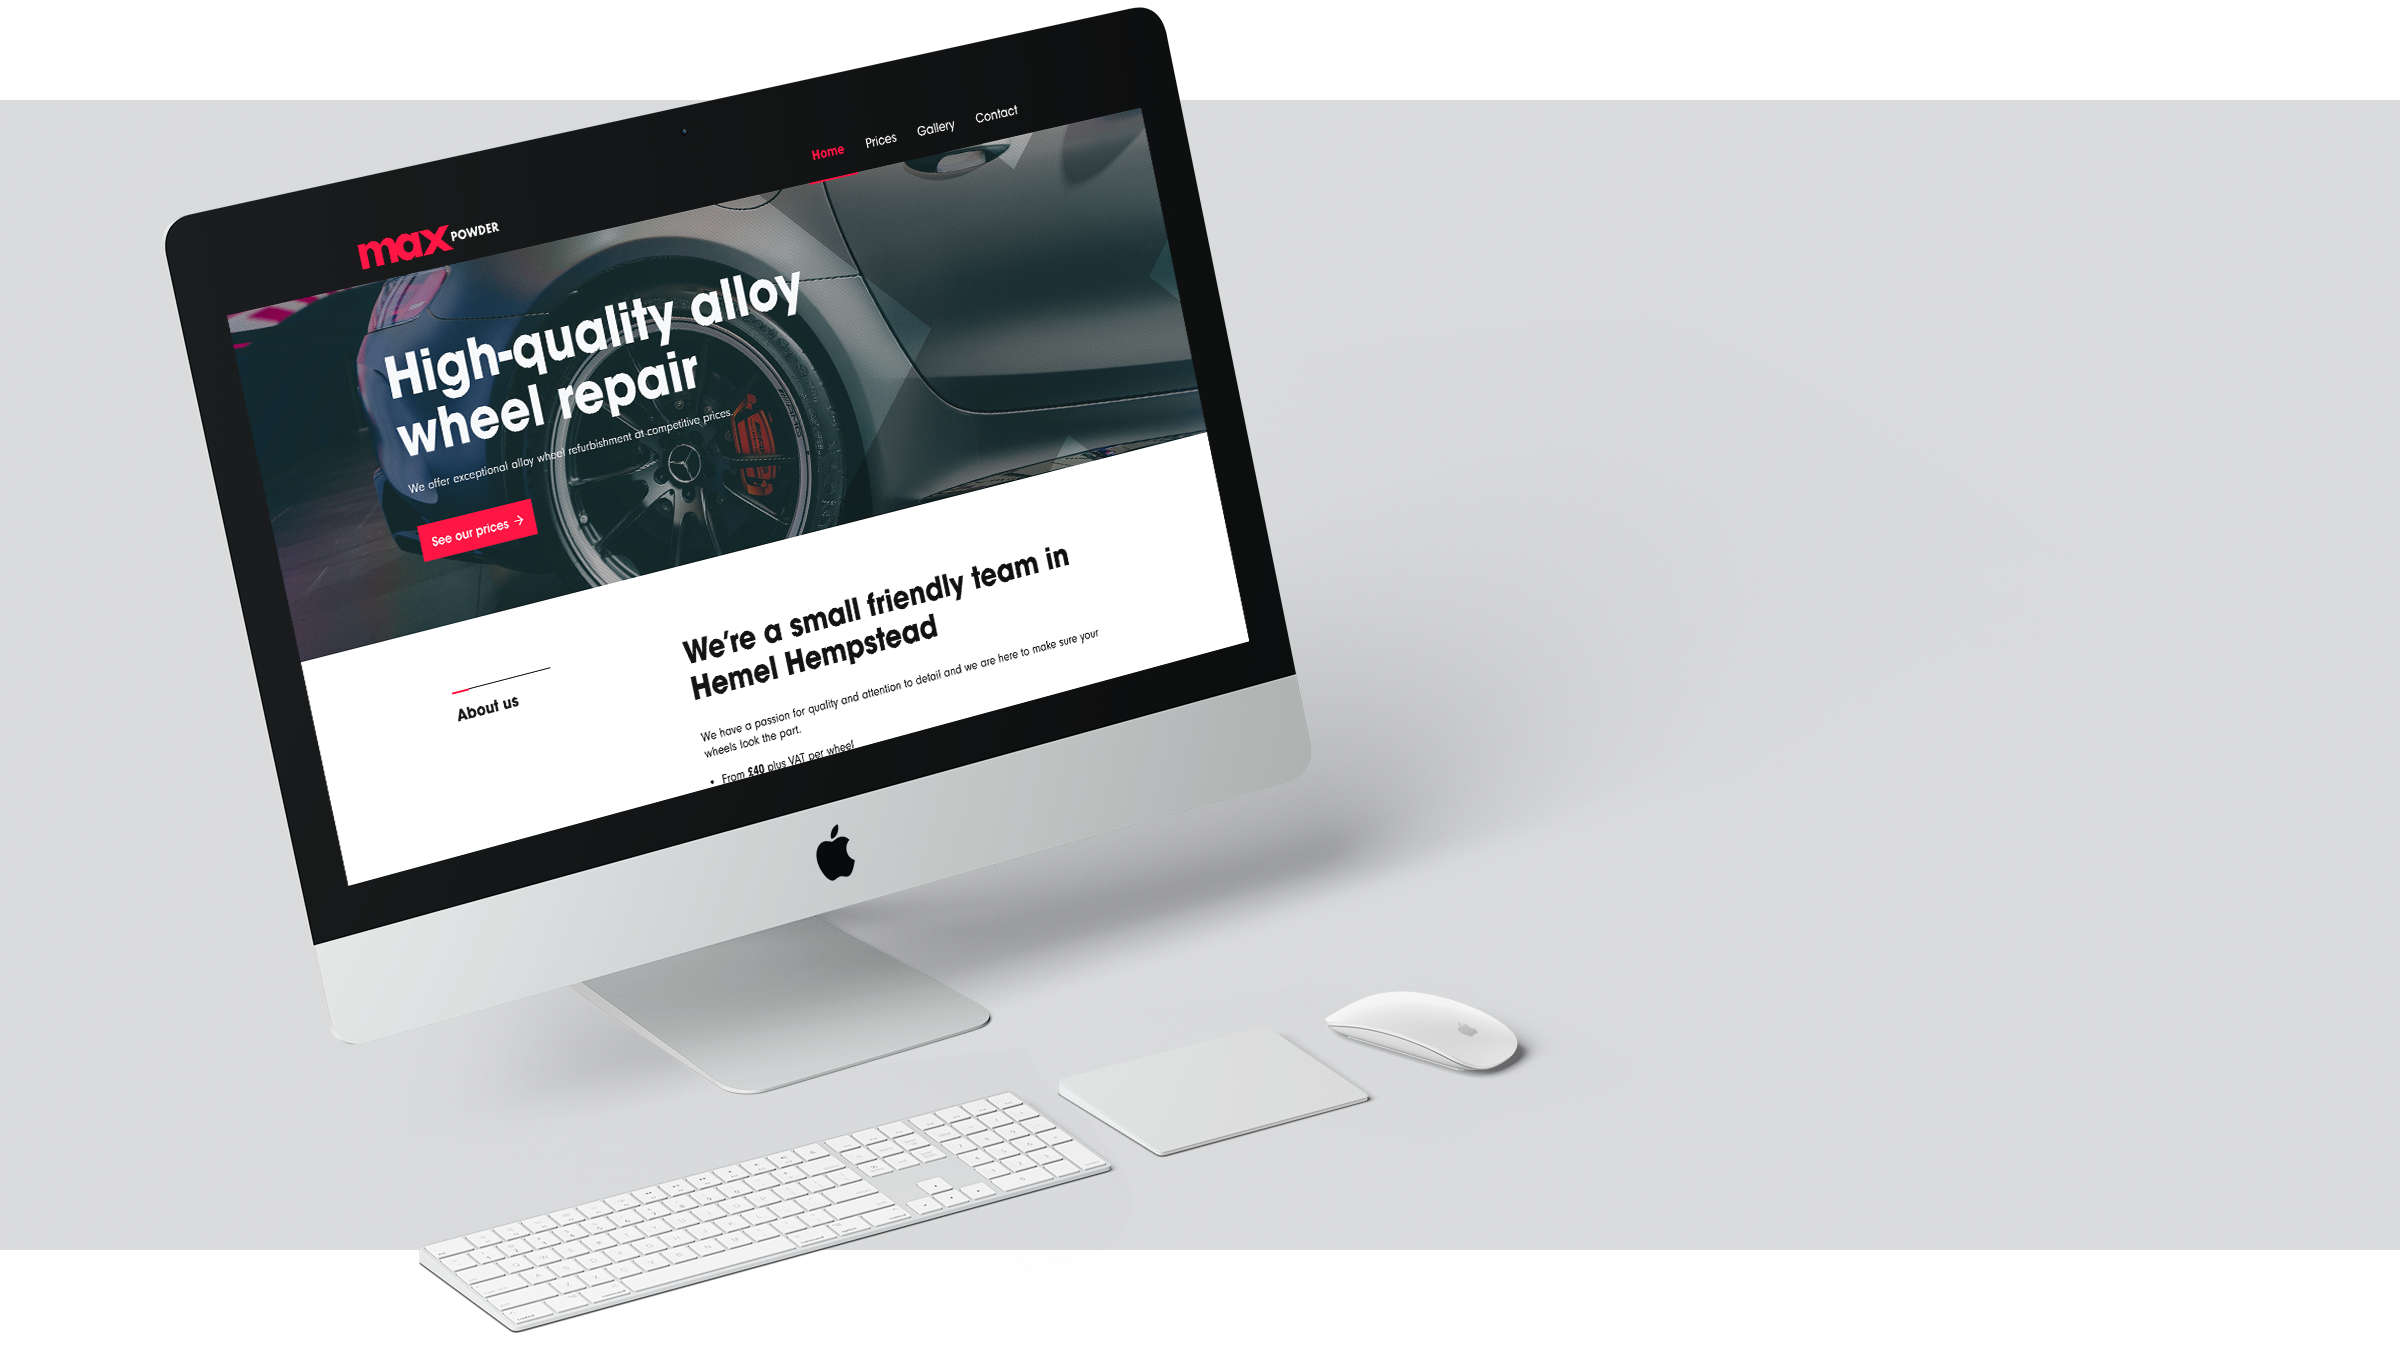 Home Prices Gallery Contact
max POWDER
High-quality alloy
wheel repair
We offer exceptional alloy wheel refurbishment at competitive prices.
See our prices →
About us
We're a small friendly team in
Hemel Hempstead
We have a passion for quality and attention to detail and we are here to make sure your
wheels look the part.
• From £40 plus VAT per wheel